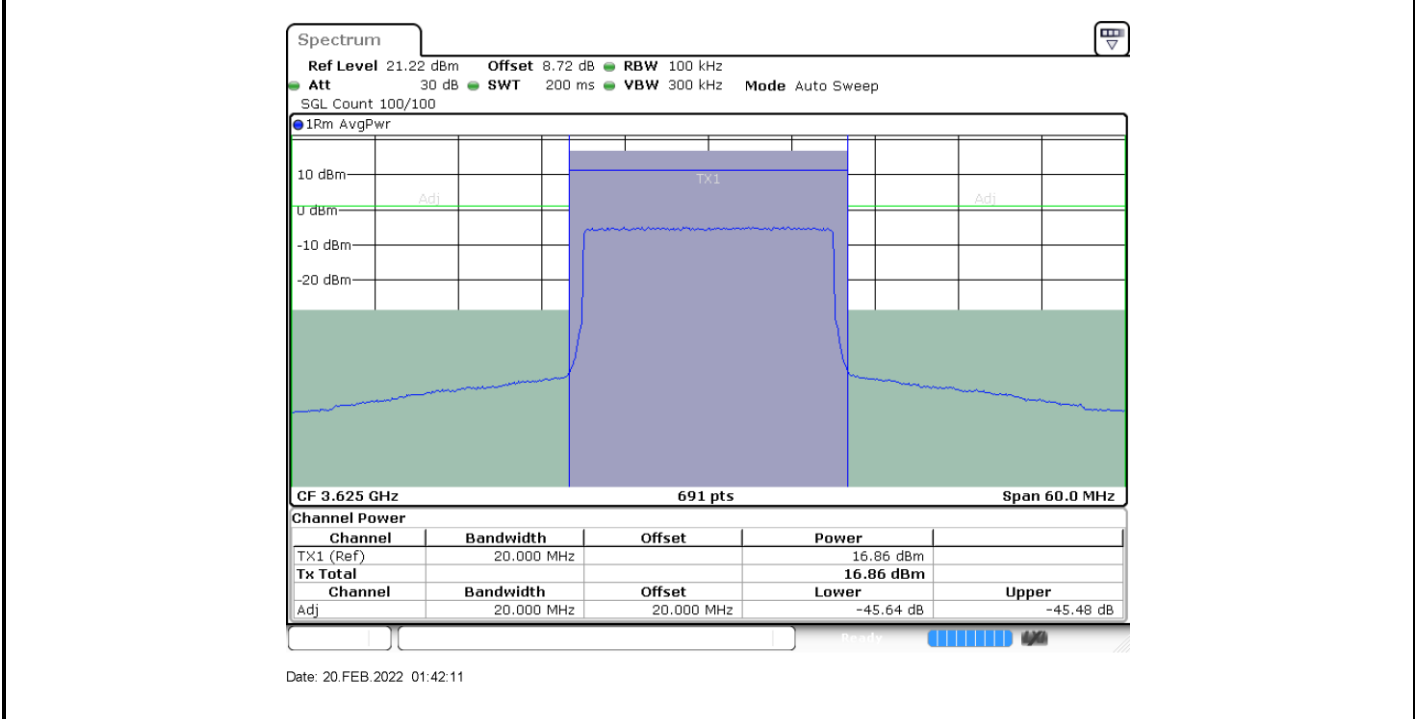 Spectrum
Ref Level 21.22 dBm Offset 8.72 dB RBW 100 kHz
Att 30 dB SWT 200 ms VBW 300 kHz Mode Auto Sweep
SGL Count 100/100
1Rm AvgPwr
10 dBm
TX1
Adj Adj
0 dBm
-10 dBm
-20 dBm
CF 3.625 GHz 691 pts Span 60.0 MHz
Channel Power
Channel Bandwidth Offset Power
TX1 (Ref) 20.000 MHz 16.86 dBm
Tx Total 16.86 dBm
Channel Bandwidth Offset Lower Upper
Adj 20.000 MHz 20.000 MHz -45.64 dB -45.48 dB
Ready
Date: 20.FEB.2022 01:42:11